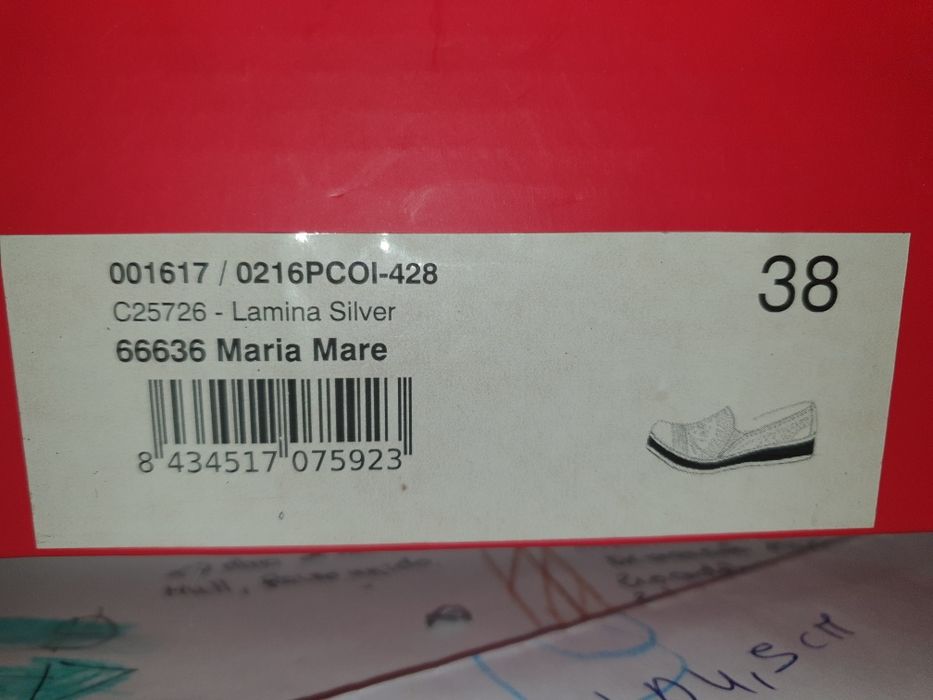 001617 / 0216PCOI-428
C25726 - Lamina Silver
66636 Maria Mare
8 434517 075923
38